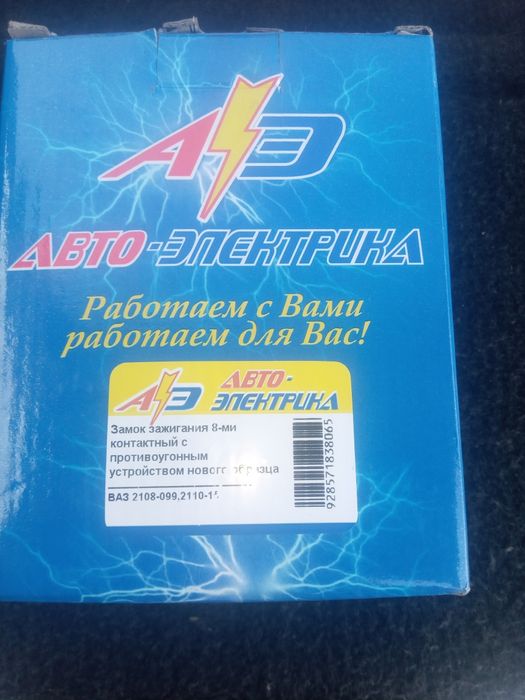 АЭ
АВТО-ЭЛЕКТРИКА
Работаем с Вами
работаем для Вас!
АЭ АВТО-
ЭЛЕКТРИКА
Замок зажигания 8-ми
контактный с
противоугонным
устройством нового образца
ВАЗ 2108-099,2110-15
928571838065